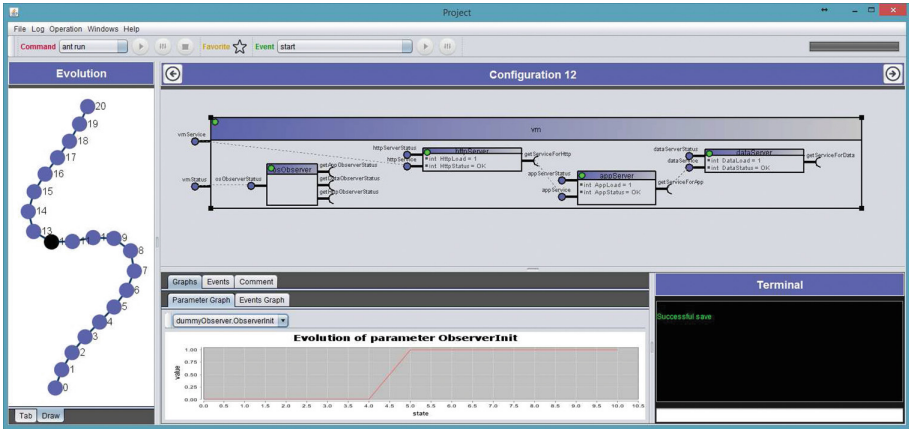 Project
File Log Operation Windows Help
Command ant run Favorite Event start
Evolution
Configuration 12
20
19
18
17
16
15
14
13
9
8
7
6
5
4
3
2
1
0
Tab Draw
vm
vmService
vmStatus
osObserverStatus
osObserver
getAppObserverStatus
getDataObserverStatus
getHttpObserverStatus
httpServerStatus
httpService
httpServer
int HttpLoad = 1
int HttpStatus = OK
getServiceForHttp
appServerStatus
appService
appServer
int AppLoad = 1
int AppStatus = OK
getServiceForApp
dataServerStatus
dataService
dataServer
int DataLoad = 1
int DataStatus = OK
getServiceForData
Graphs Events Comment
Parameter Graph Events Graph
dummyObserver.ObserverInit
Evolution of parameter ObserverInit
value
1.00
0.75
0.50
0.25
0.00
0.0 0.5 1.0 1.5 2.0 2.5 3.0 3.5 4.0 4.5 5.0 5.5 6.0 6.5 7.0 7.5 8.0 8.5 9.0 9.5 10.0 10.5
state
Terminal
Successful save